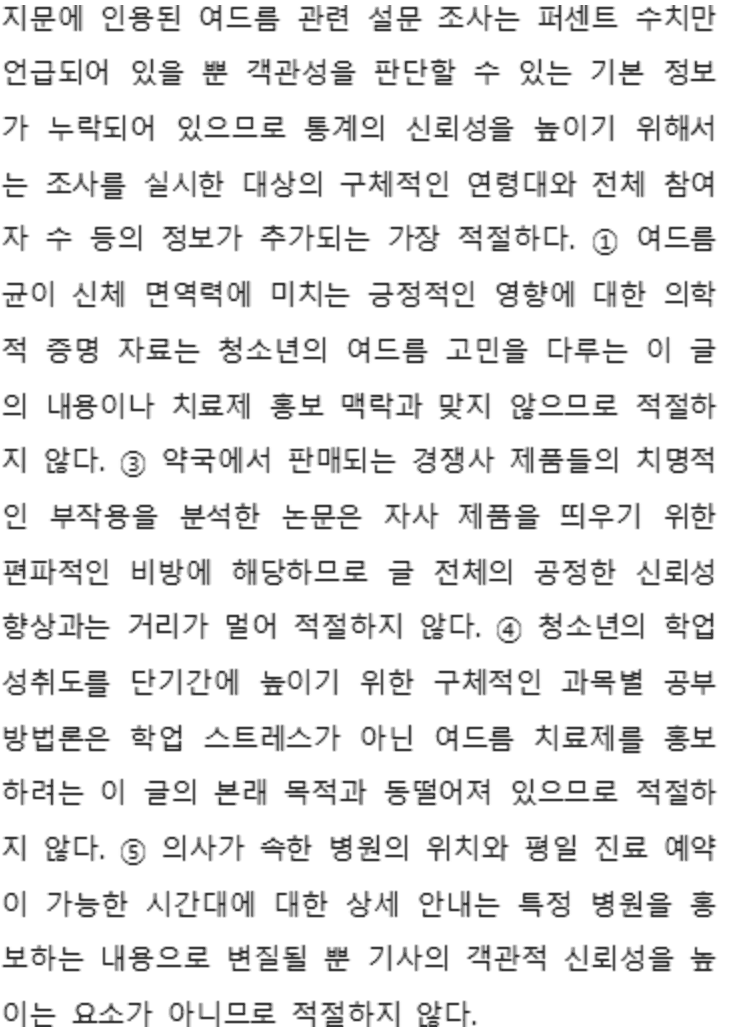 지문에 인용된 여드름 관련 설문 조사는 퍼센트 수치만
언급되어 있을 뿐 객관성을 판단할 수 있는 기본 정보
가 누락되어 있으므로 통계의 신뢰성을 높이기 위해서
는 조사를 실시한 대상의 구체적인 연령대와 전체 참여
자 수 등의 정보가 추가되는 가장 적절하다. ① 여드름
균이 신체 면역력에 미치는 긍정적인 영향에 대한 의학
적 증명 자료는 청소년의 여드름 고민을 다루는 이 글
의 내용이나 치료제 홍보 맥락과 맞지 않으므로 적절하
지 않다. ③ 약국에서 판매되는 경쟁사 제품들의 치명적
인 부작용을 분석한 논문은 자사 제품을 띄우기 위한
편파적인 비방에 해당하므로 글 전체의 공정한 신뢰성
향상과는 거리가 멀어 적절하지 않다. ④ 청소년의 학업
성취도를 단기간에 높이기 위한 구체적인 과목별 공부
방법론은 학업 스트레스가 아닌 여드름 치료제를 홍보
하려는 이 글의 본래 목적과 동떨어져 있으므로 적절하
지 않다. ⑤ 의사가 속한 병원의 위치와 평일 진료 예약
이 가능한 시간대에 대한 상세 안내는 특정 병원을 홍
보하는 내용으로 변질될 뿐 기사의 객관적 신뢰성을 높
이는 요소가 아니므로 적절하지 않다.